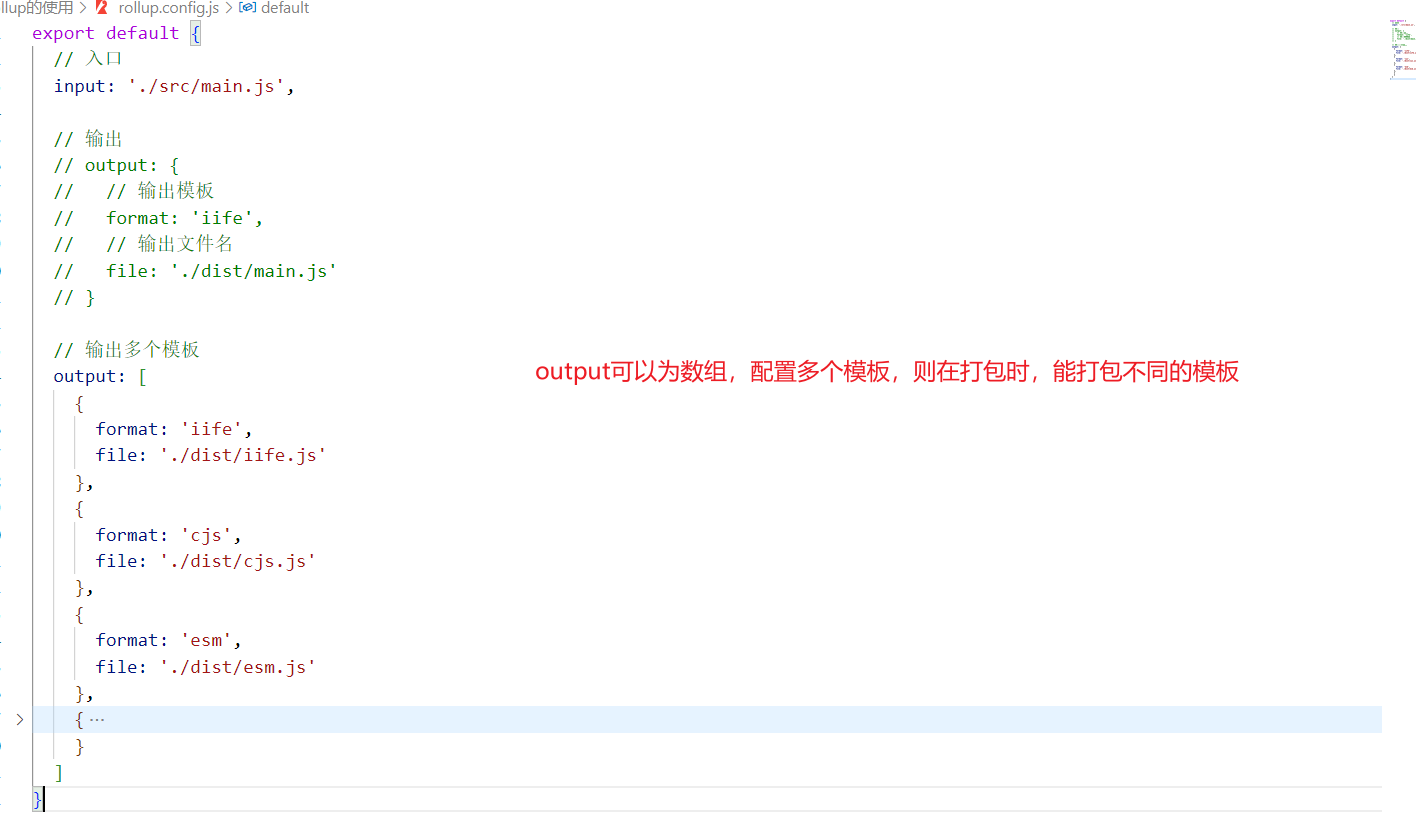 llup的使用 > rollup.config.js > default
export default {
// 入口
input: './src/main.js',
// 输出
// output: {
//   // 输出模板
//   format: 'iife',
//   // 输出文件名
//   file: './dist/main.js'
// }
// 输出多个模板
output: [
output可以为数组，配置多个模板，则在打包时，能打包不同的模板
{
format: 'iife',
file: './dist/iife.js'
},
{
format: 'cjs',
file: './dist/cjs.js'
},
{
format: 'esm',
file: './dist/esm.js'
},
{ ···
}
]
}